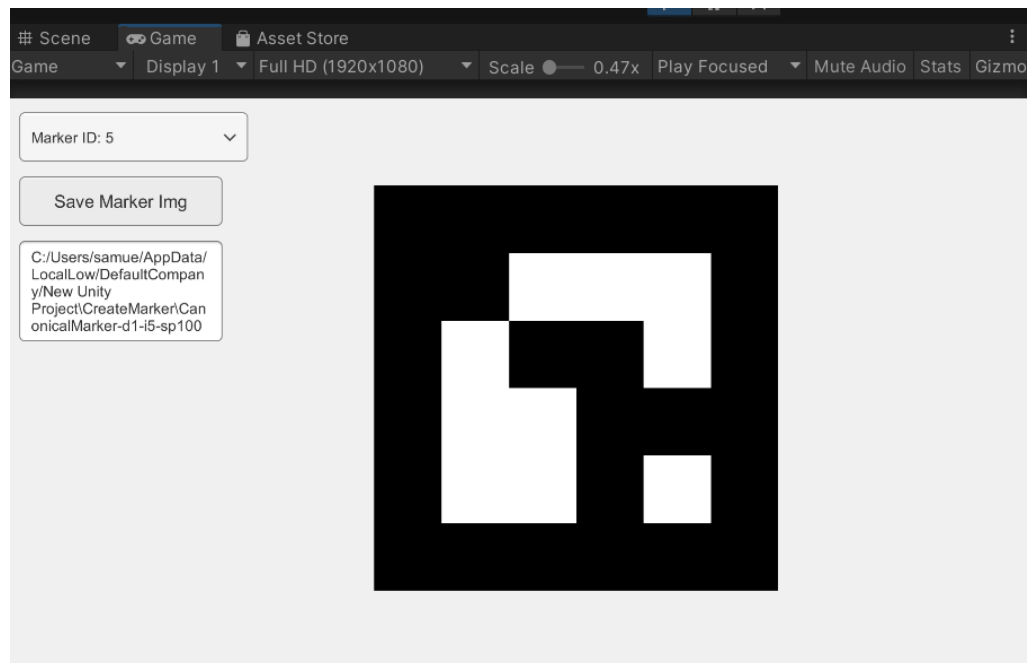 Scene Game Asset Store
Game Display 1 Full HD (1920x1080) Scale 0.47x Play Focused Mute Audio Stats Gizmo
Marker ID: 5
Save Marker Img
C:/Users/samue/AppData/
LocalLow/DefaultCompan
y/New Unity
Project\CreateMarker\Can
onicalMarker-d1-i5-sp100